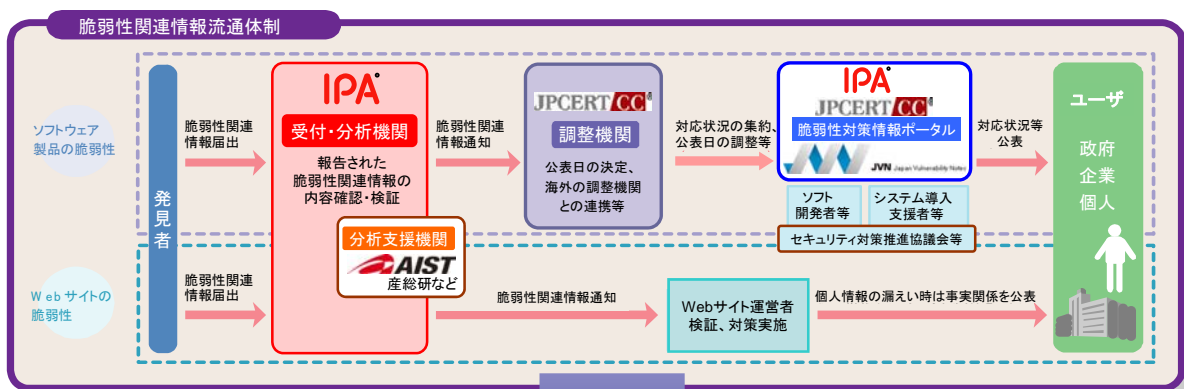 脆弱性関連情報流通体制
ソフトウェア
製品の脆弱性
Webサイトの
脆弱性
発見者
脆弱性関連
情報届出
脆弱性関連
情報届出
IPA
受付・分析機関
報告された
脆弱性関連情報の
内容確認・検証
分析支援機関
AIST
産総研など
脆弱性関連
情報通知
JPCERT CC®
調整機関
公表日の決定、
海外の調整機関
との連携等
対応状況の集約、
公表日の調整等
IPA
JPCERT CC®
脆弱性対策情報ポータル
JVN Japan Vulnerability Notes
ソフト
開発者等
システム導入
支援者等
セキュリティ対策推進協議会等
対応状況等
公表
脆弱性関連情報通知
Webサイト運営者
検証、対策実施
個人情報の漏えい時は事実関係を公表
ユーザ
政府
企業
個人